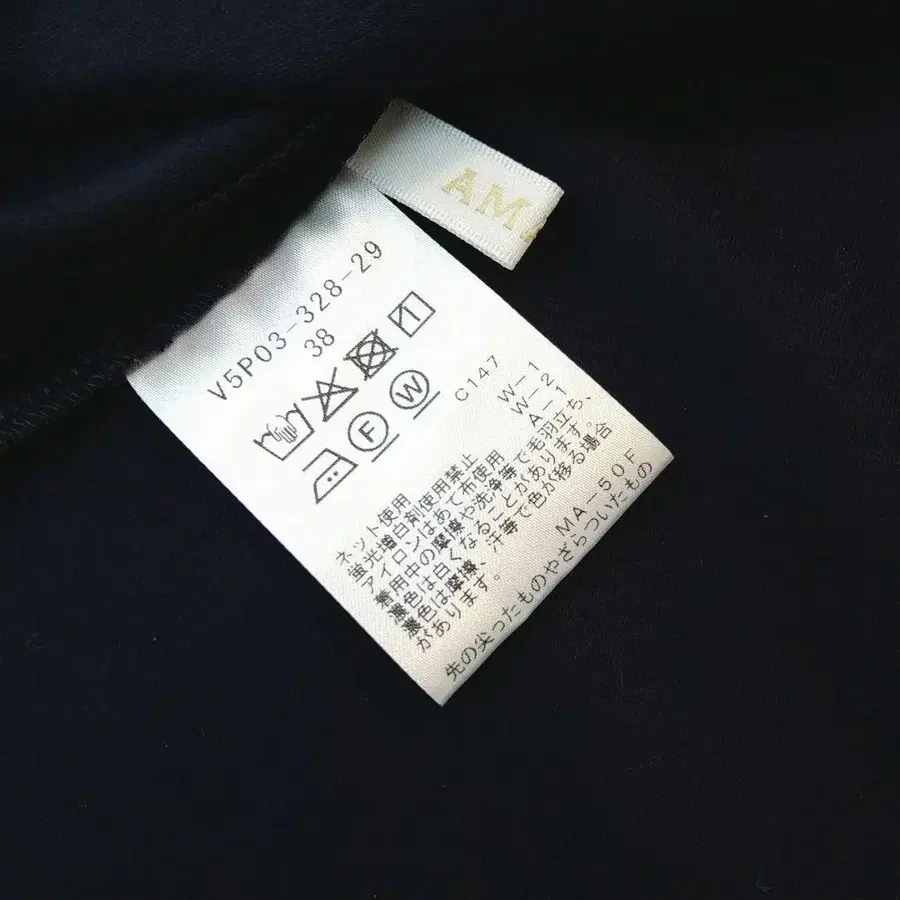 AMA
V5P03-328-29
38
F
W
C147
W-1
W-2
A-1
ネット使用
蛍光増白剤使用禁止
アイロンはあて布使用
着用中の摩擦や洗浄等で毛羽立ち、
濃色は白くなることがあります。
濃色は摩擦、汗等で色が移る場合
があります。
MA-50F
先の尖ったものやざらついたもの